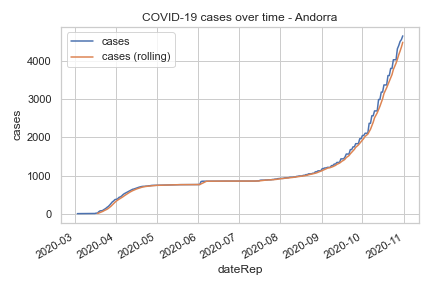 COVID-19 cases over time - Andorra
cases
cases (rolling)
4000
3000
2000
1000
0
cases
2020-03
2020-04
2020-05
2020-06
2020-07
2020-08
2020-09
2020-10
2020-11
dateRep